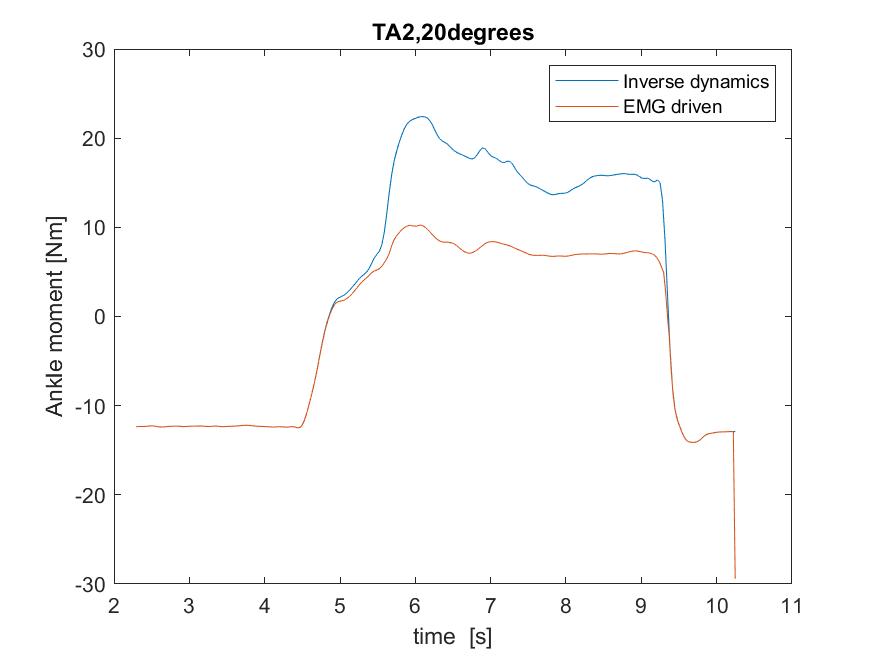 TA2,20degrees
30
20
10
0
-10
-20
-30
Ankle moment [Nm]
Inverse dynamics
EMG driven
2 3 4 5 6 7 8 9 10 11
time [s]